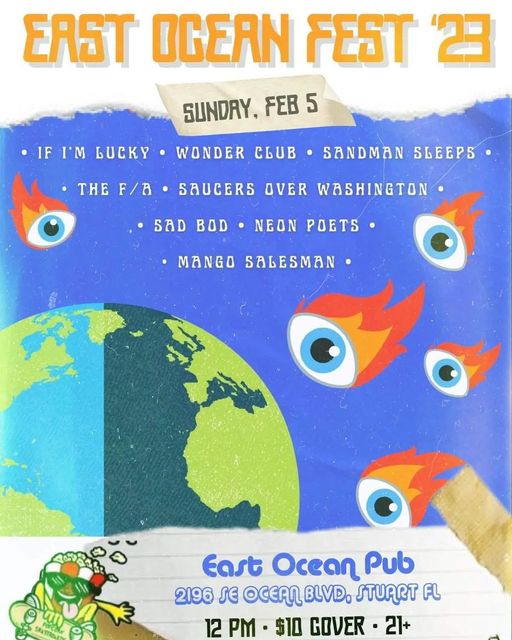 EAST OCEAN FEST '23
SUNDAY, FEB 5
• IF I'M LUCKY • WONDER CLUB • SANDMAN SLEEPS •
• THE F/A • SAUCERS OVER WASHINGTON •
• SAD BOD • NEON POETS •
• MANGO SALESMAN •
East Ocean Pub
2196 SE OCEAN BLVD, STUART FL
12 PM • $10 COVER • 21+